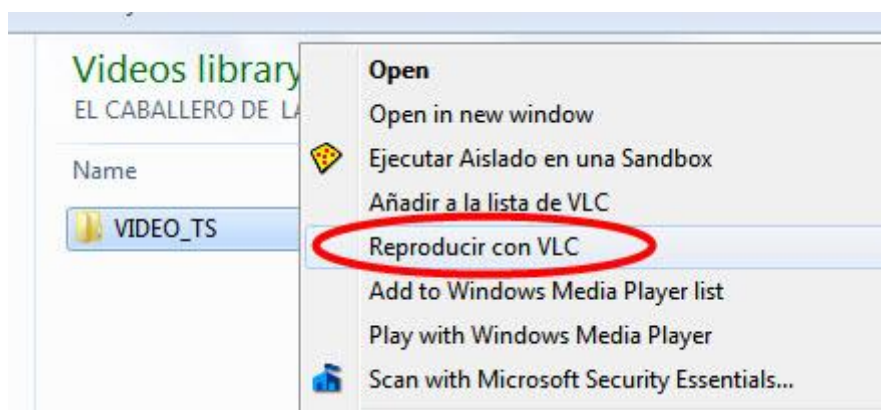 Videos library
EL CABALLERO DE LA
Name
VIDEO_TS
Open
Open in new window
Ejecutar Aislado en una Sandbox
Añadir a la lista de VLC
Reproducir con VLC
Add to Windows Media Player list
Play with Windows Media Player
Scan with Microsoft Security Essentials...